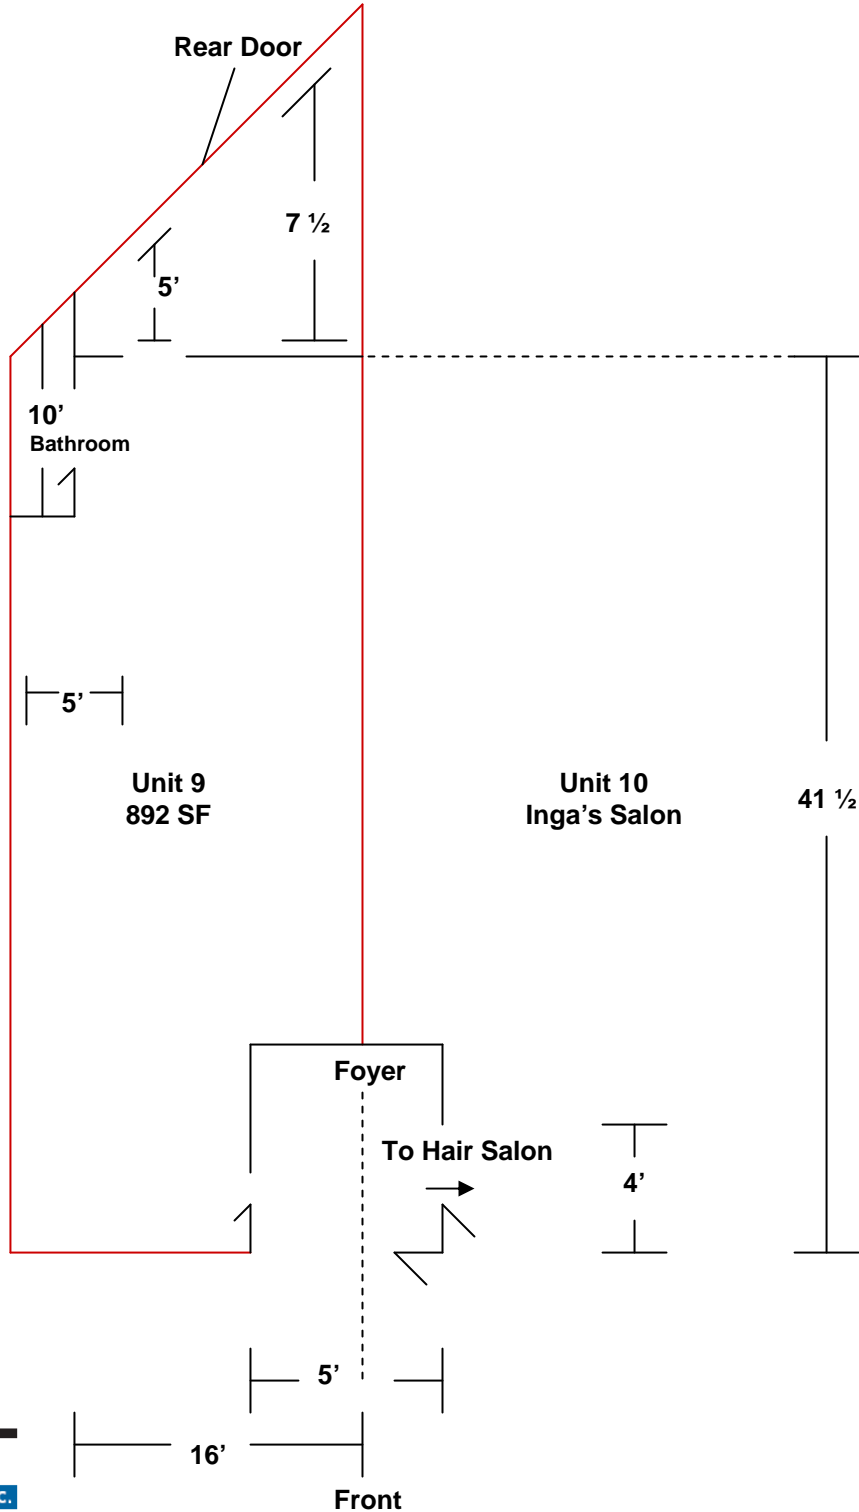 Rear Door
7 ½
5’
10’
Bathroom
5’
Unit 9
892 SF
Unit 10
Inga’s Salon
41 ½
Foyer
To Hair Salon
4’
5’
16’
Front
c.